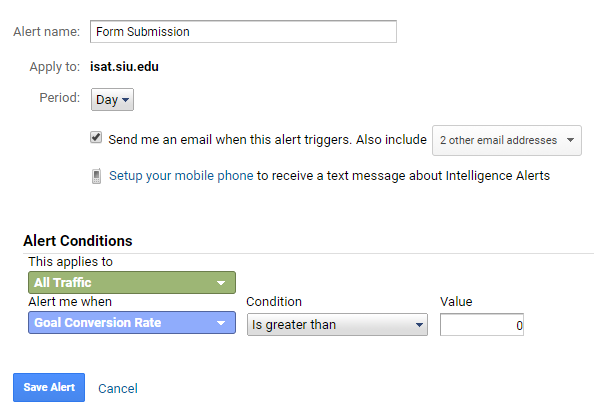 Alert name: Form Submission
Apply to: isat.siu.edu
Period: Day
Send me an email when this alert triggers. Also include 2 other email addresses
Setup your mobile phone to receive a text message about Intelligence Alerts
Alert Conditions
This applies to
All Traffic
Alert me when Condition Value
Goal Conversion Rate Is greater than 0
Save Alert Cancel